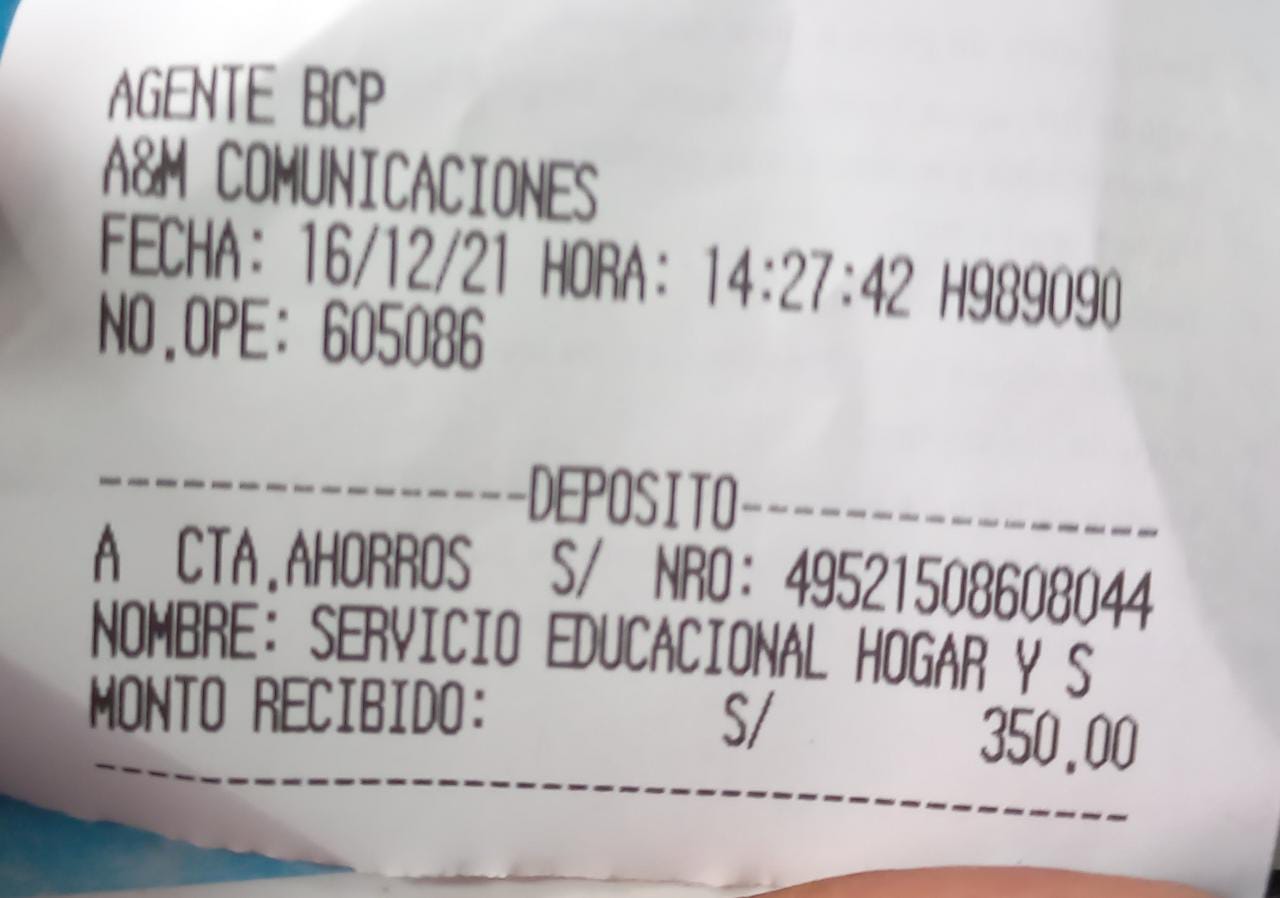 AGENTE BCP
A&M COMUNICACIONES
FECHA: 16/12/21 HORA: 14:27:42 H989090
NO.OPE: 605086
----------------DEPOSITO----------------
A CTA.AHORROS S/ NRO: 49521508608044
NOMBRE: SERVICIO EDUCACIONAL HOGAR Y S
MONTO RECIBIDO: S/ 350.00
----------------------------------------